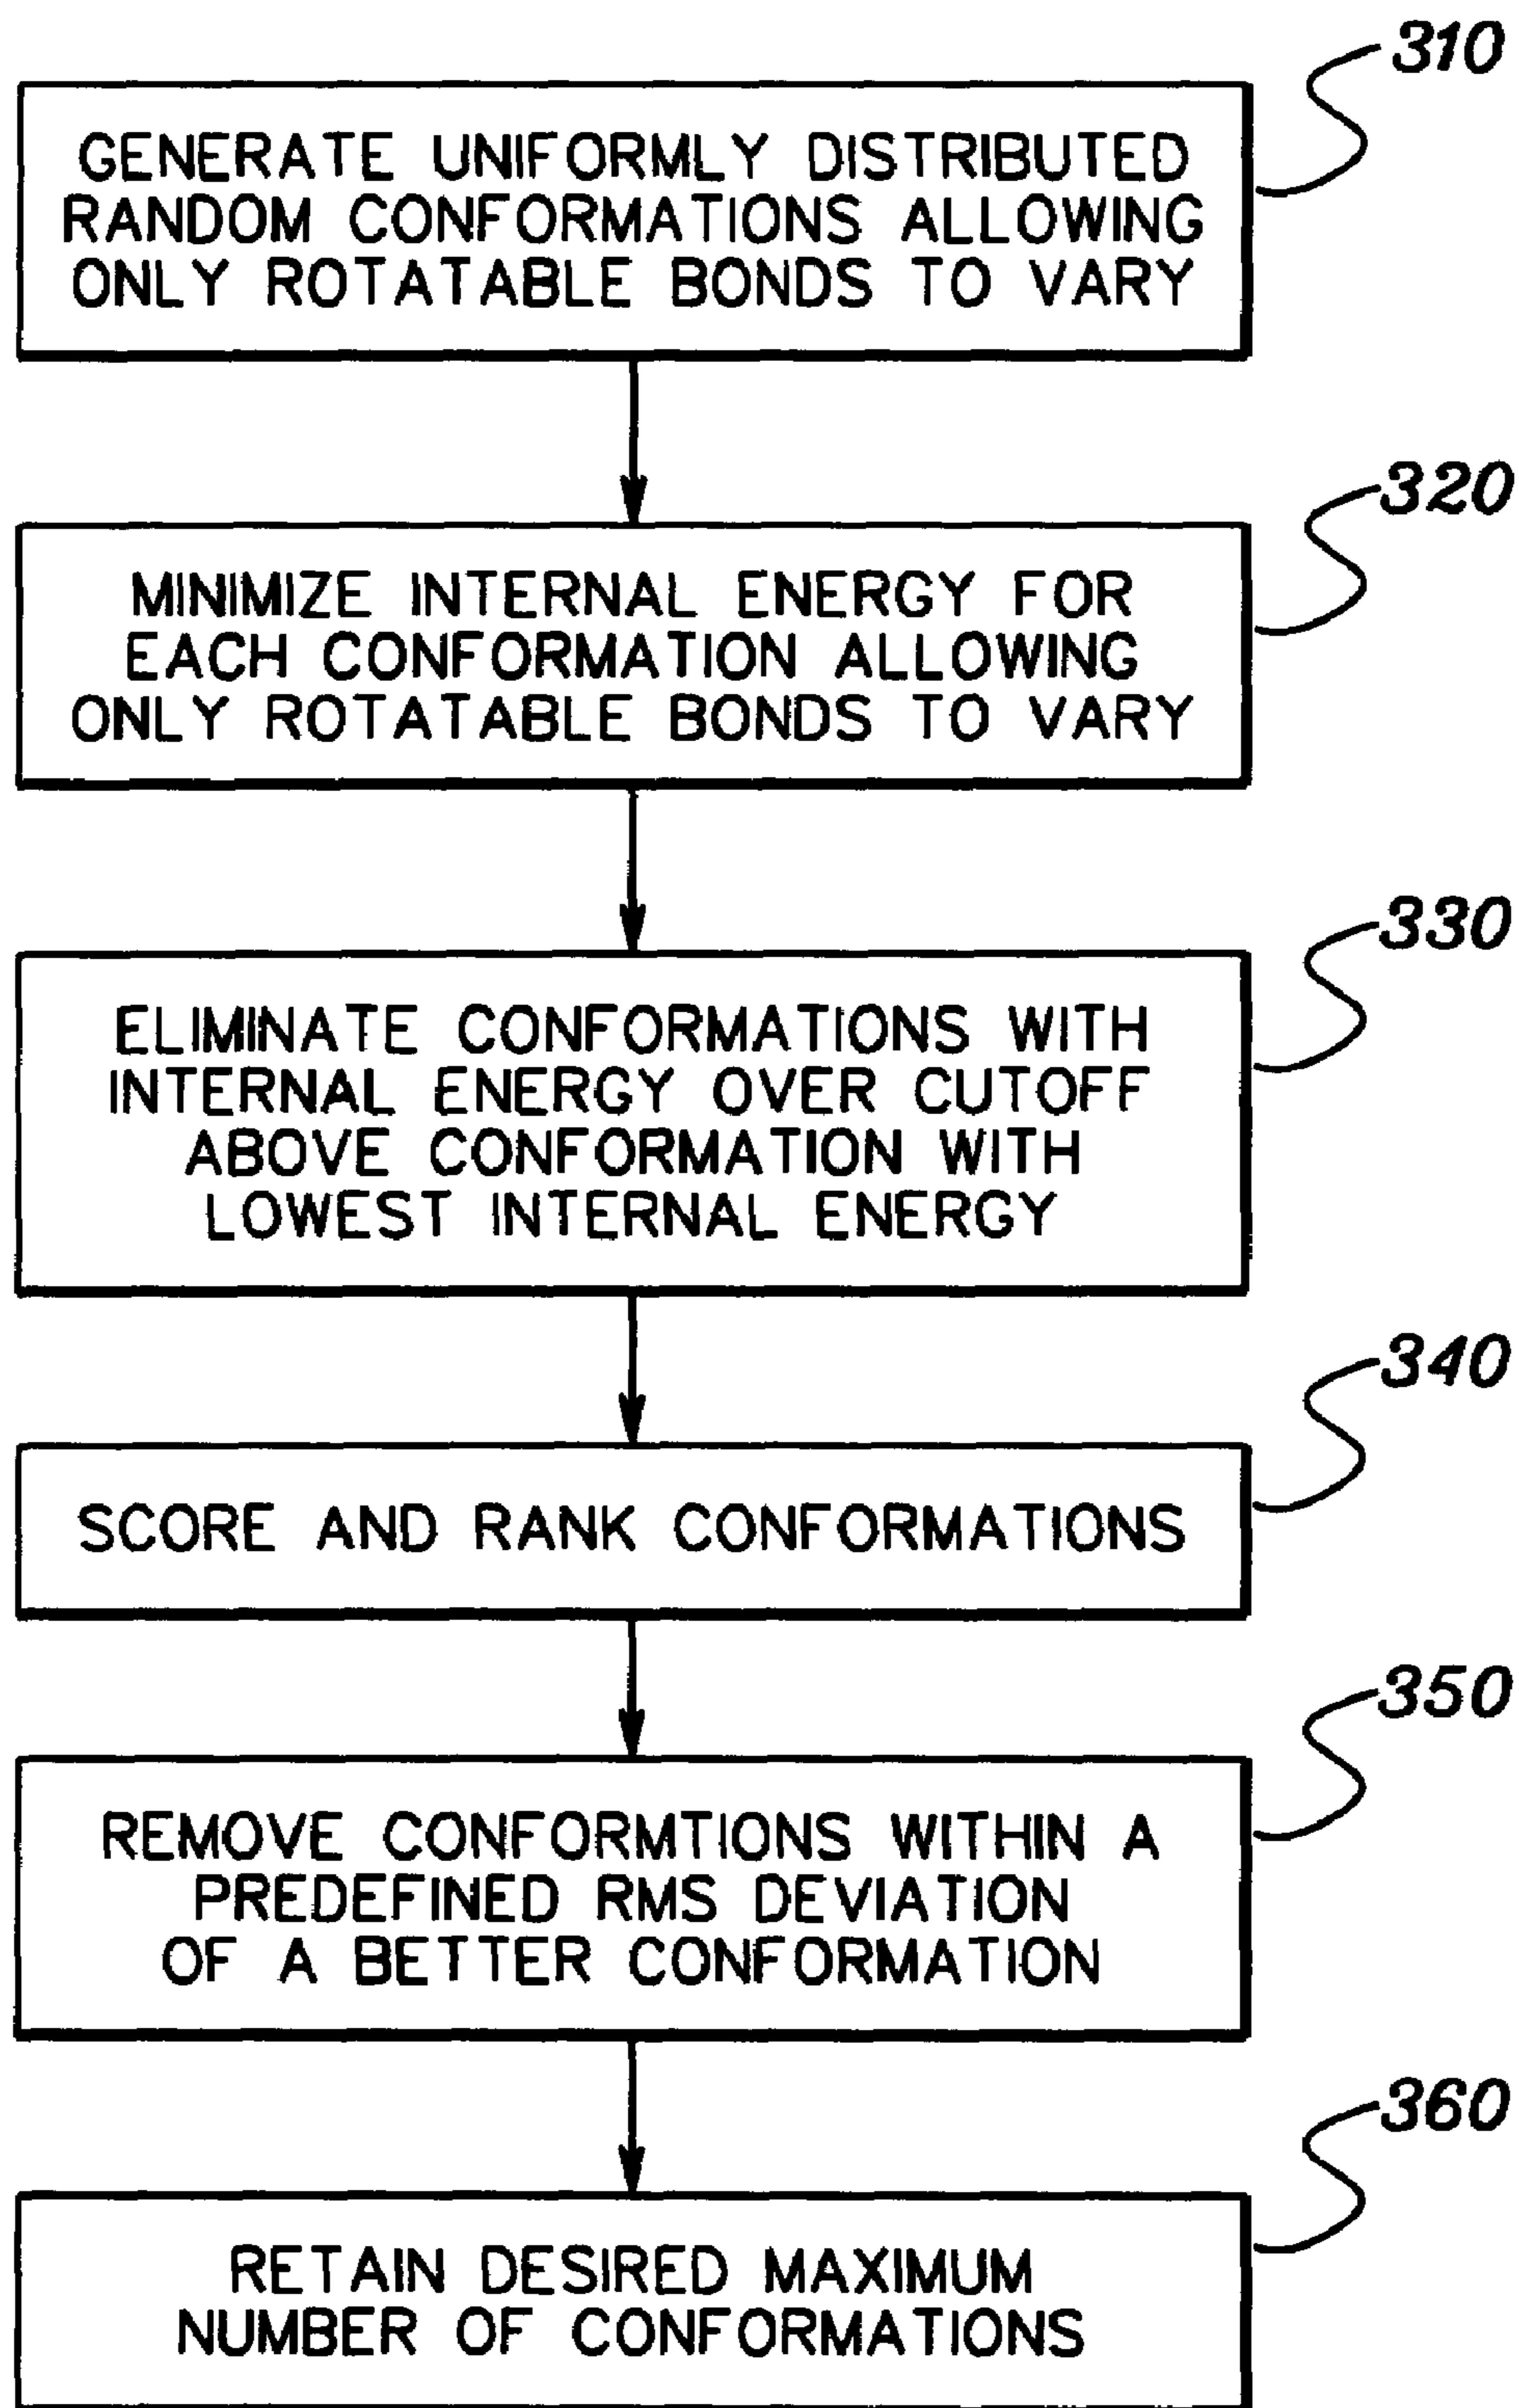 310
GENERATE UNIFORMLY DISTRIBUTED
RANDOM CONFORMATIONS ALLOWING
ONLY ROTATABLE BONDS TO VARY
320
MINIMIZE INTERNAL ENERGY FOR
EACH CONFORMATION ALLOWING
ONLY ROTATABLE BONDS TO VARY
330
ELIMINATE CONFORMATIONS WITH
INTERNAL ENERGY OVER CUTOFF
ABOVE CONFORMATION WITH
LOWEST INTERNAL ENERGY
340
SCORE AND RANK CONFORMATIONS
350
REMOVE CONFORMTIONS WITHIN A
PREDEFINED RMS DEVIATION
OF A BETTER CONFORMATION
360
RETAIN DESIRED MAXIMUM
NUMBER OF CONFORMATIONS